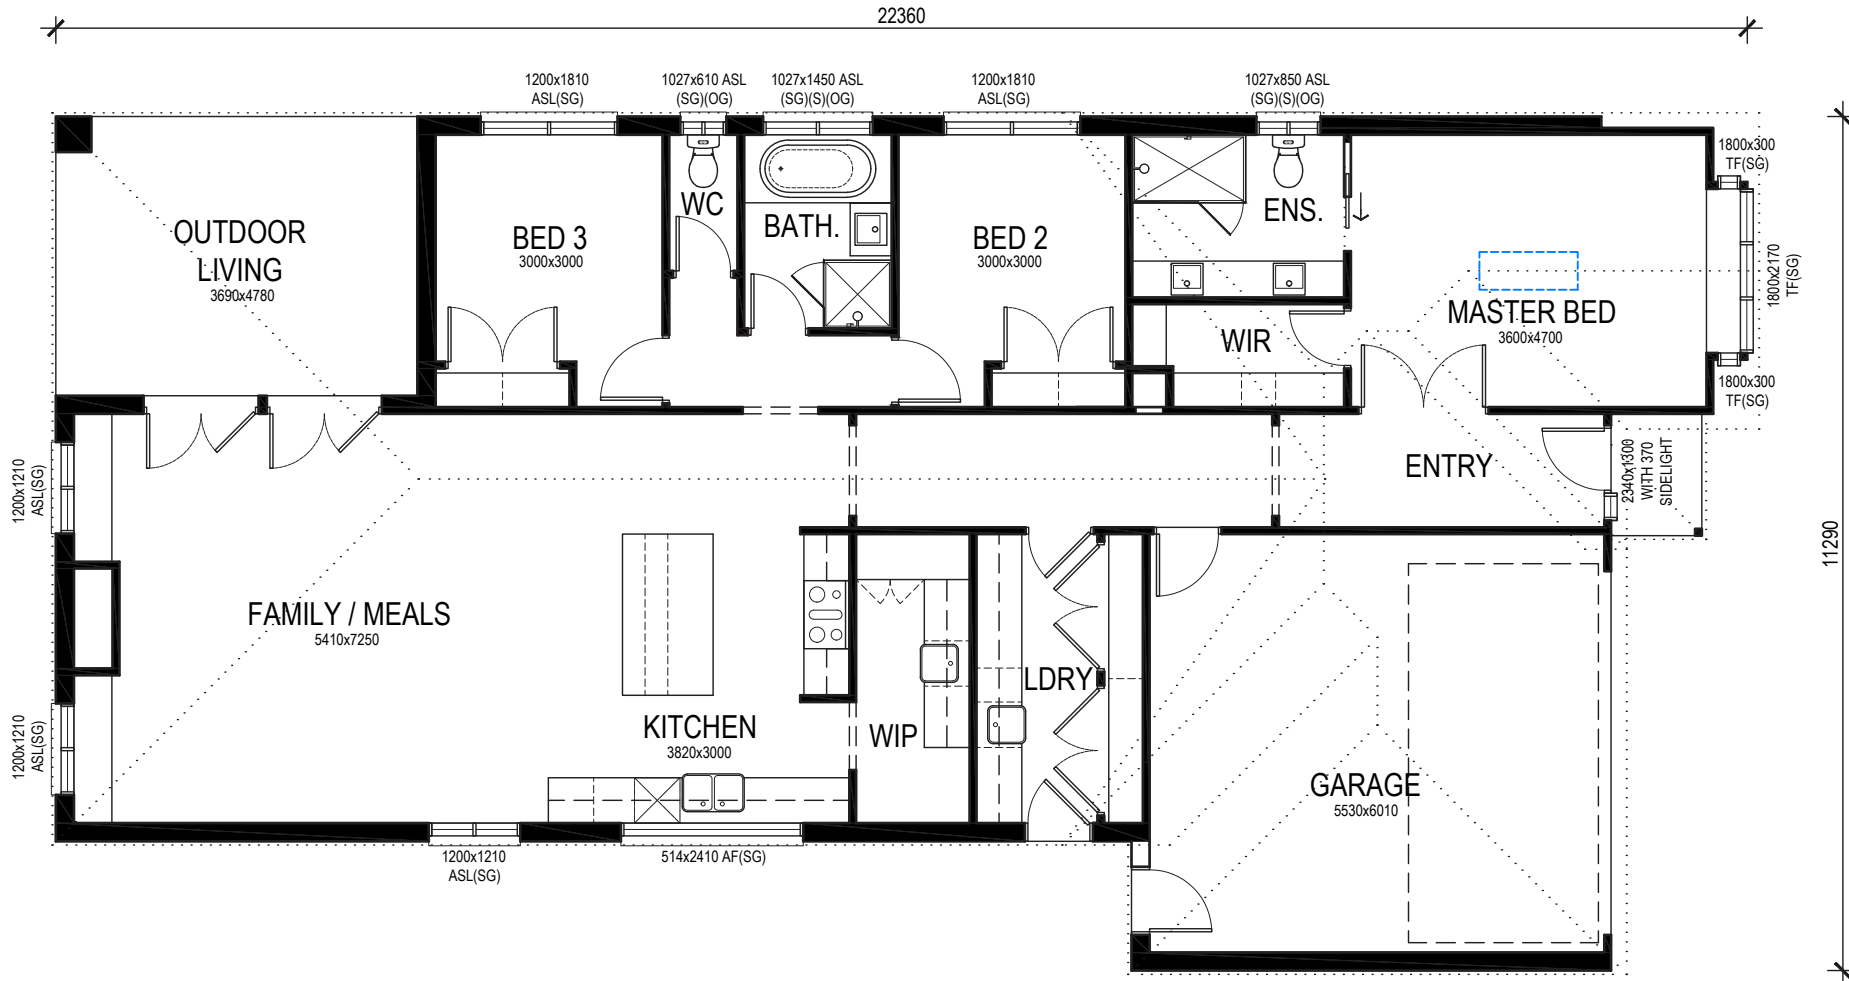 22360
1200x1810
ASL(SG)
1027x610 ASL
(SG)(OG)
1027x1450 ASL
(SG)(S)(OG)
1200x1810
ASL(SG)
1027x850 ASL
(SG)(S)(OG)
1800x300
TF(SG)
OUTDOOR
LIVING
3690x4780
BED 3
3000x3000
WC
BATH.
BED 2
3000x3000
ENS.
WIR
MASTER BED
3600x4700
1800x2170
TF(SG)
1800x300
TF(SG)
1200x1210
ASL(SG)
ENTRY
2340x1300
WITH 370
SIDELIGHT
11290
FAMILY / MEALS
5410x7250
KITCHEN
3820x3000
WIP
LDRY
GARAGE
5530x6010
1200x1210
ASL(SG)
1200x1210
ASL(SG)
514x2410 AF(SG)